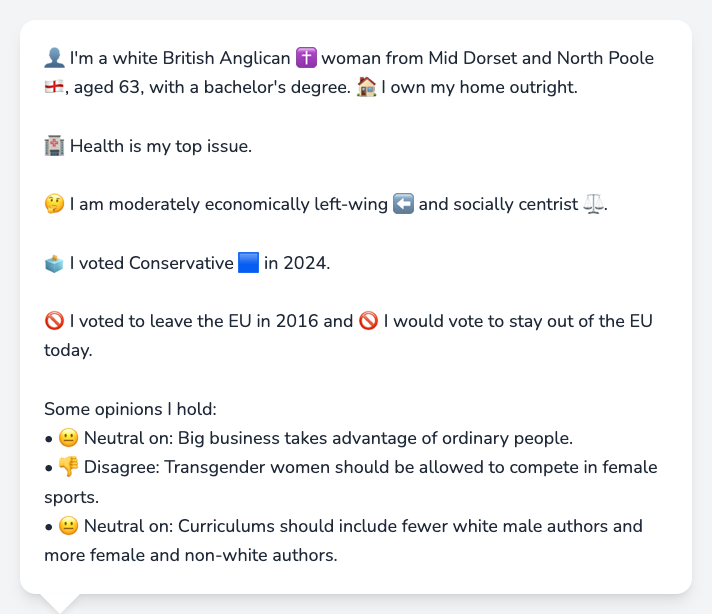 👤 I'm a white British Anglican ✝️ woman from Mid Dorset and North Poole
🏴󠁧󠁢󠁥󠁮󠁧󠁿, aged 63, with a bachelor's degree. 🏠 I own my home outright.
🏥 Health is my top issue.
🤔 I am moderately economically left-wing ⬅️ and socially centrist ⚖️.
🗳️ I voted Conservative 🟦 in 2024.
🚫 I voted to leave the EU in 2016 and 🚫 I would vote to stay out of the EU
today.
Some opinions I hold:
• 😐 Neutral on: Big business takes advantage of ordinary people.
• 👎 Disagree: Transgender women should be allowed to compete in female
sports.
• 😐 Neutral on: Curriculums should include fewer white male authors and
more female and non-white authors.